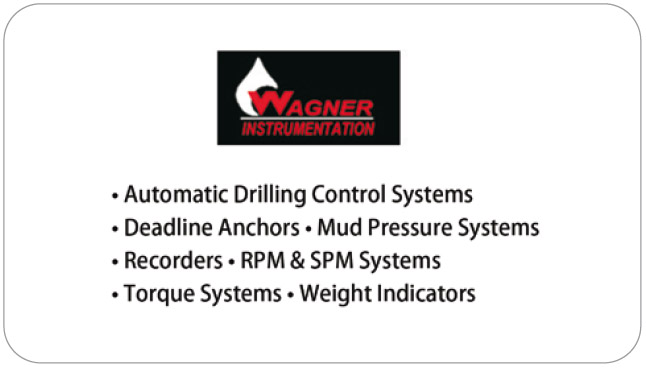 WAGNER
INSTRUMENTATION
• Automatic Drilling Control Systems
• Deadline Anchors • Mud Pressure Systems
• Recorders • RPM & SPM Systems
• Torque Systems • Weight Indicators